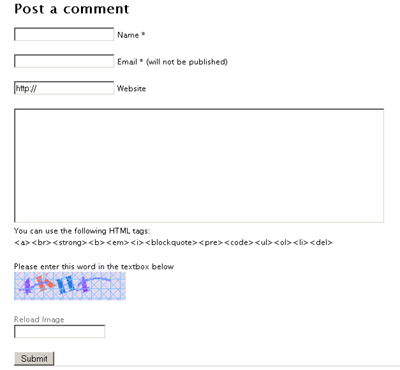 Post a comment
Name *
Email * (will not be published)
http:// Website
You can use the following HTML tags:
<a><br><strong><b><em><i><blockquote><pre><code><ul><ol><li><del>
Please enter this word in the textbox below
Reload Image
Submit